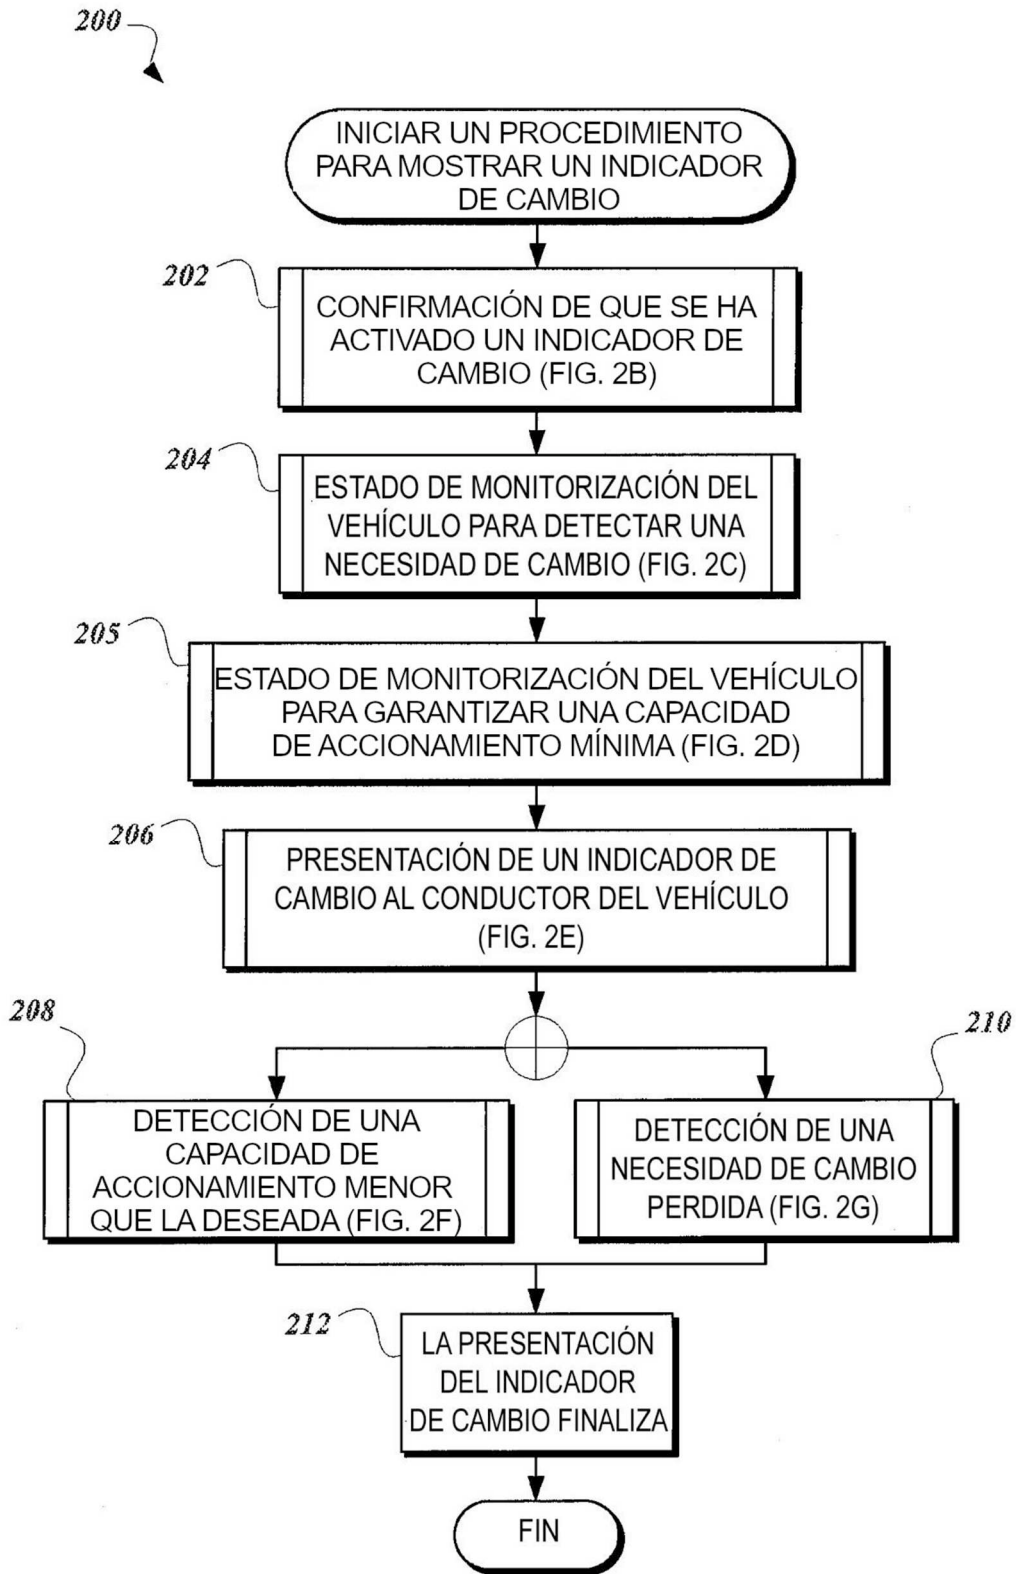 200
INICIAR UN PROCEDIMIENTO
PARA MOSTRAR UN INDICADOR
DE CAMBIO
202
CONFIRMACIÓN DE QUE SE HA
ACTIVADO UN INDICADOR DE
CAMBIO (FIG. 2B)
204
ESTADO DE MONITORIZACIÓN DEL
VEHÍCULO PARA DETECTAR UNA
NECESIDAD DE CAMBIO (FIG. 2C)
205
ESTADO DE MONITORIZACIÓN DEL VEHÍCULO
PARA GARANTIZAR UNA CAPACIDAD
DE ACCIONAMIENTO MÍNIMA (FIG. 2D)
206
PRESENTACIÓN DE UN INDICADOR DE
CAMBIO AL CONDUCTOR DEL VEHÍCULO
(FIG. 2E)
208
DETECCIÓN DE UNA
CAPACIDAD DE
ACCIONAMIENTO MENOR
QUE LA DESEADA (FIG. 2F)
210
DETECCIÓN DE UNA
NECESIDAD DE CAMBIO
PERDIDA (FIG. 2G)
212
LA PRESENTACIÓN
DEL INDICADOR
DE CAMBIO FINALIZA
FIN